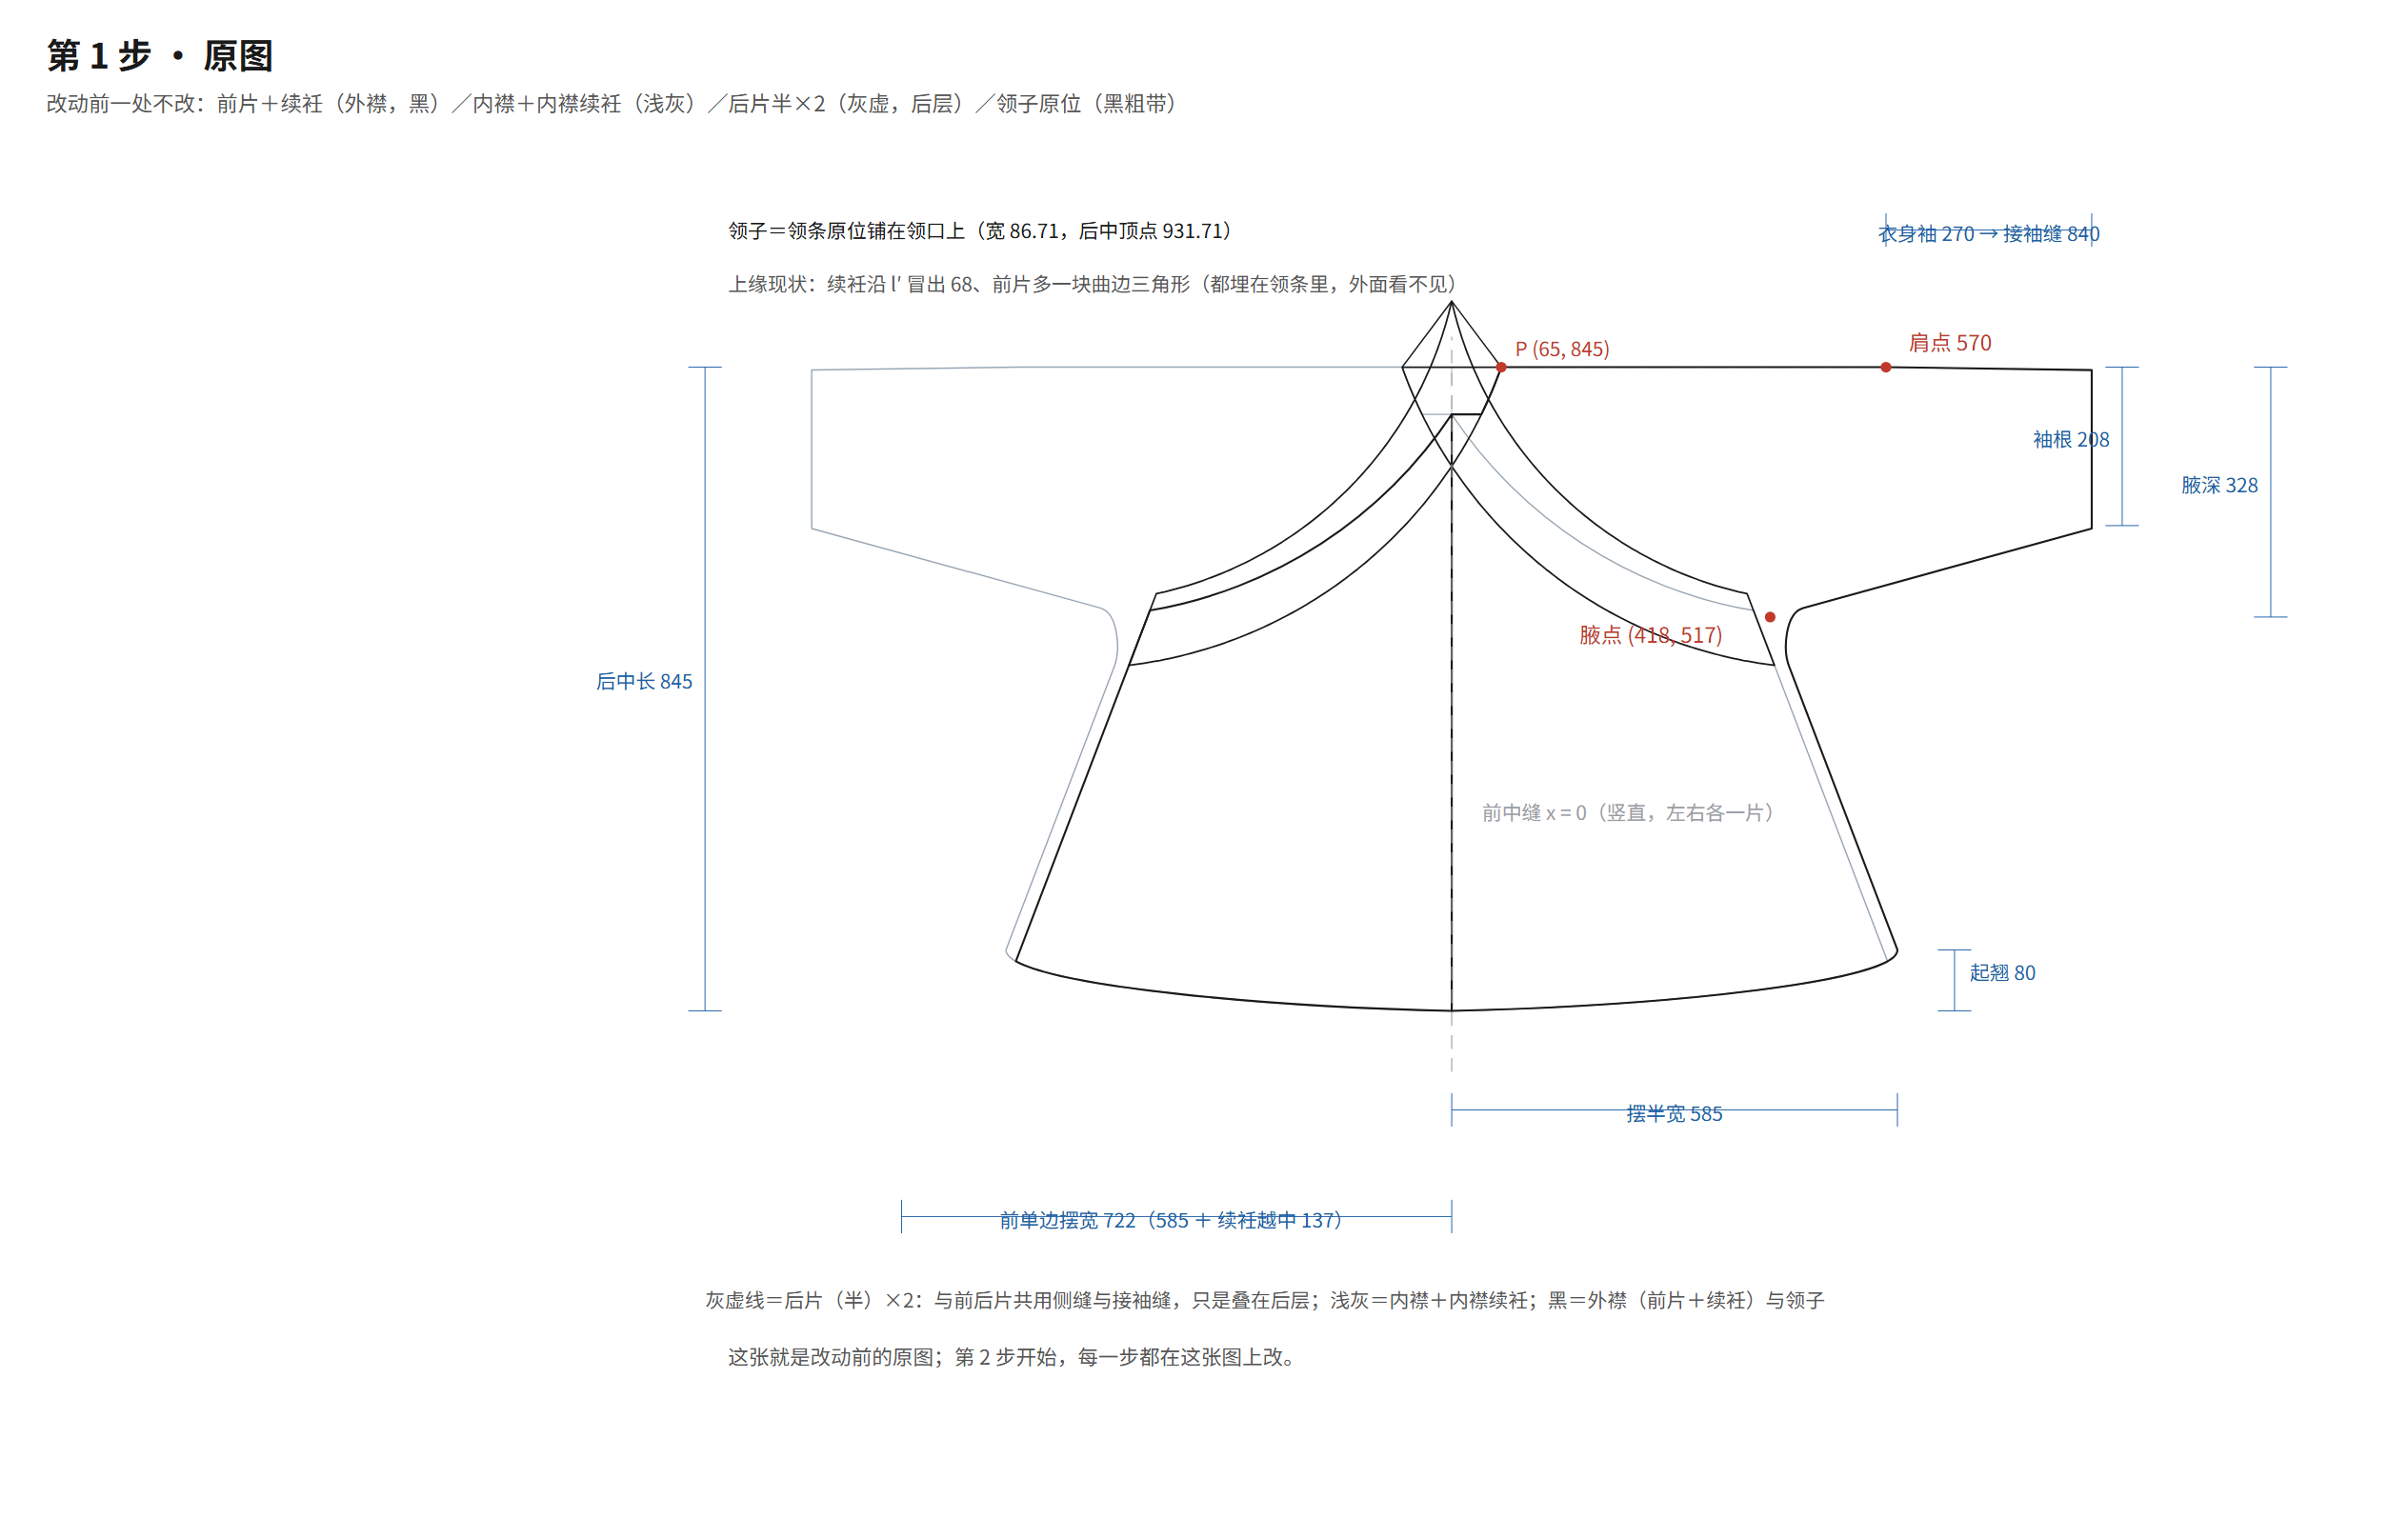 第 1 步 · 原图
改动前一处不改：前片＋续衽（外襟，黑）／内襟＋内襟续衽（浅灰）／后片半×2（灰虚，后层）／领子原位（黑粗带）
领子＝领条原位铺在领口上（宽 86.71，后中顶点 931.71）
衣身袖 270 → 接袖缝 840
上缘现状：续衽沿 l′ 冒出 68、前片多一块曲边三角形（都埋在领条里，外面看不见）
P (65, 845)
肩点 570
袖根 208
腋深 328
腋点 (418, 517)
后中长 845
前中缝 x = 0（竖直，左右各一片）
起翘 80
摆半宽 585
前单边摆宽 722（585 ＋ 续衽越中 137）
灰虚线＝后片（半）×2：与前后片共用侧缝与接袖缝，只是叠在后层；浅灰＝内襟＋内襟续衽；黑＝外襟（前片＋续衽）与领子
这张就是改动前的原图；第 2 步开始，每一步都在这张图上改。